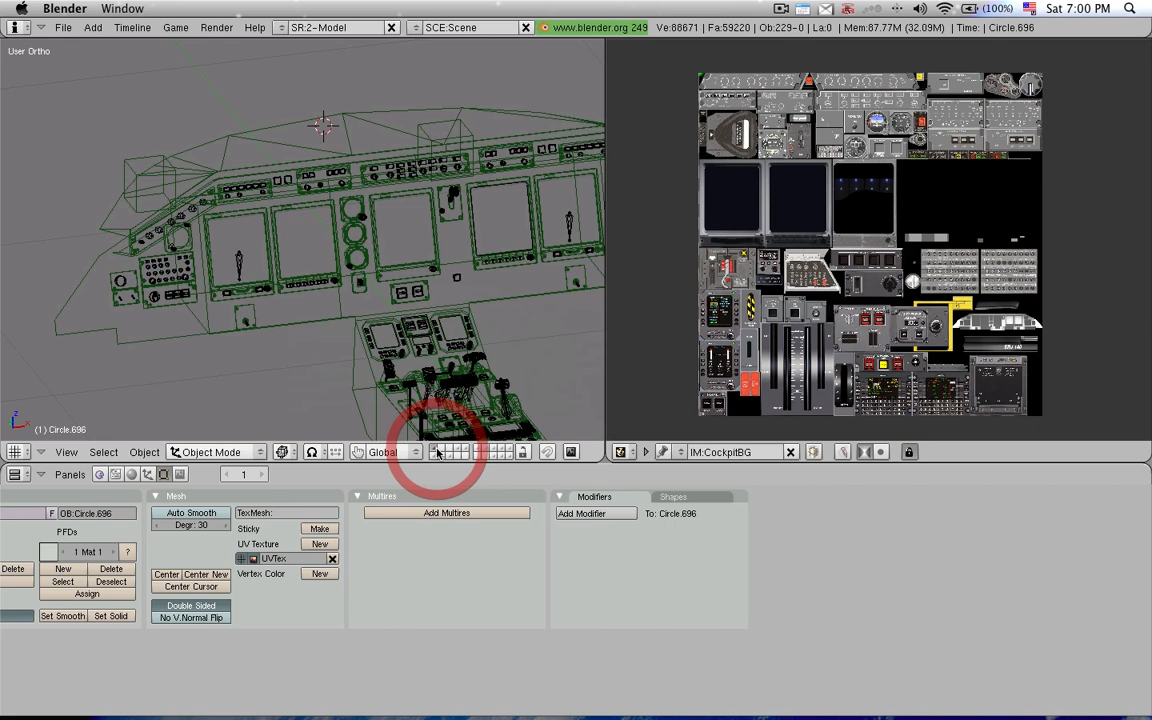 Blender Window (100%) Sat 7:00 PM
File Add Timeline Game Render Help SR:2-Model SCE:Scene www.blender.org 249 Ve:88671 | Fa:59220 | Ob:229-0 | La:0 | Mem:87.77M (32.09M) | Time: | Circle.696
User Ortho
(1) Circle.696
View Select Object Object Mode Global IM:CockpitBG
Panels 1
Mesh Multires Modifiers Shapes
F OB:Circle.696 Auto Smooth TexMesh: Add Multires Add Modifier To: Circle.696
Degr: 30
PFDs Sticky Make
UV Texture New
1 Mat 1 ? UVTex
Delete New Delete Center Center New Vertex Color New
Select Deselect Center Cursor
Assign
Double Sided
Set Smooth Set Solid No V.Normal Flip